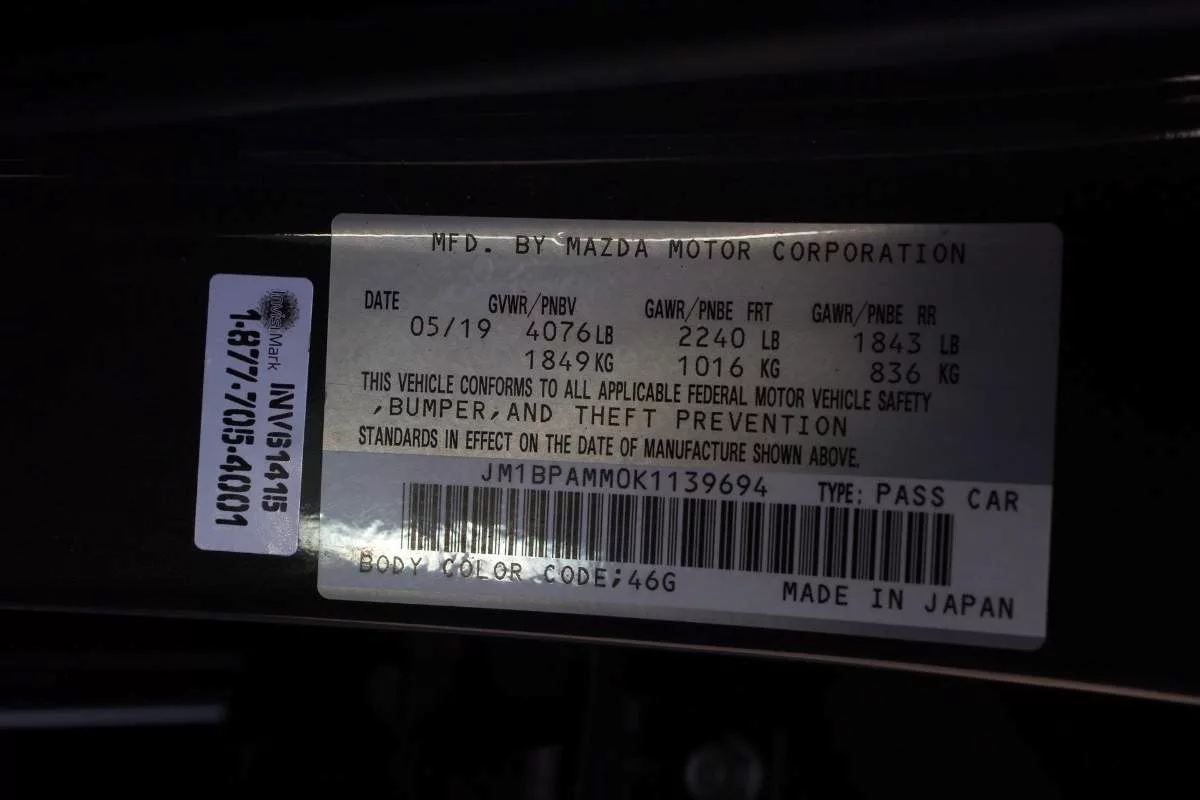 MFD. BY MAZDA MOTOR CORPORATION
DATE GVWR/PNBV GAWR/PNBE FRT GAWR/PNBE RR
05/19 4076LB 2240 LB 1843 LB
1849KG 1016 KG 836 KG
THIS VEHICLE CONFORMS TO ALL APPLICABLE FEDERAL MOTOR VEHICLE SAFETY
,BUMPER,AND THEFT PREVENTION
STANDARDS IN EFFECT ON THE DATE OF MANUFACTURE SHOWN ABOVE.
JM1BPAMM0K1139694 TYPE: PASS CAR
BODY COLOR CODE;46G MADE IN JAPAN
InVisiMark INV61415
1-877-705-4001